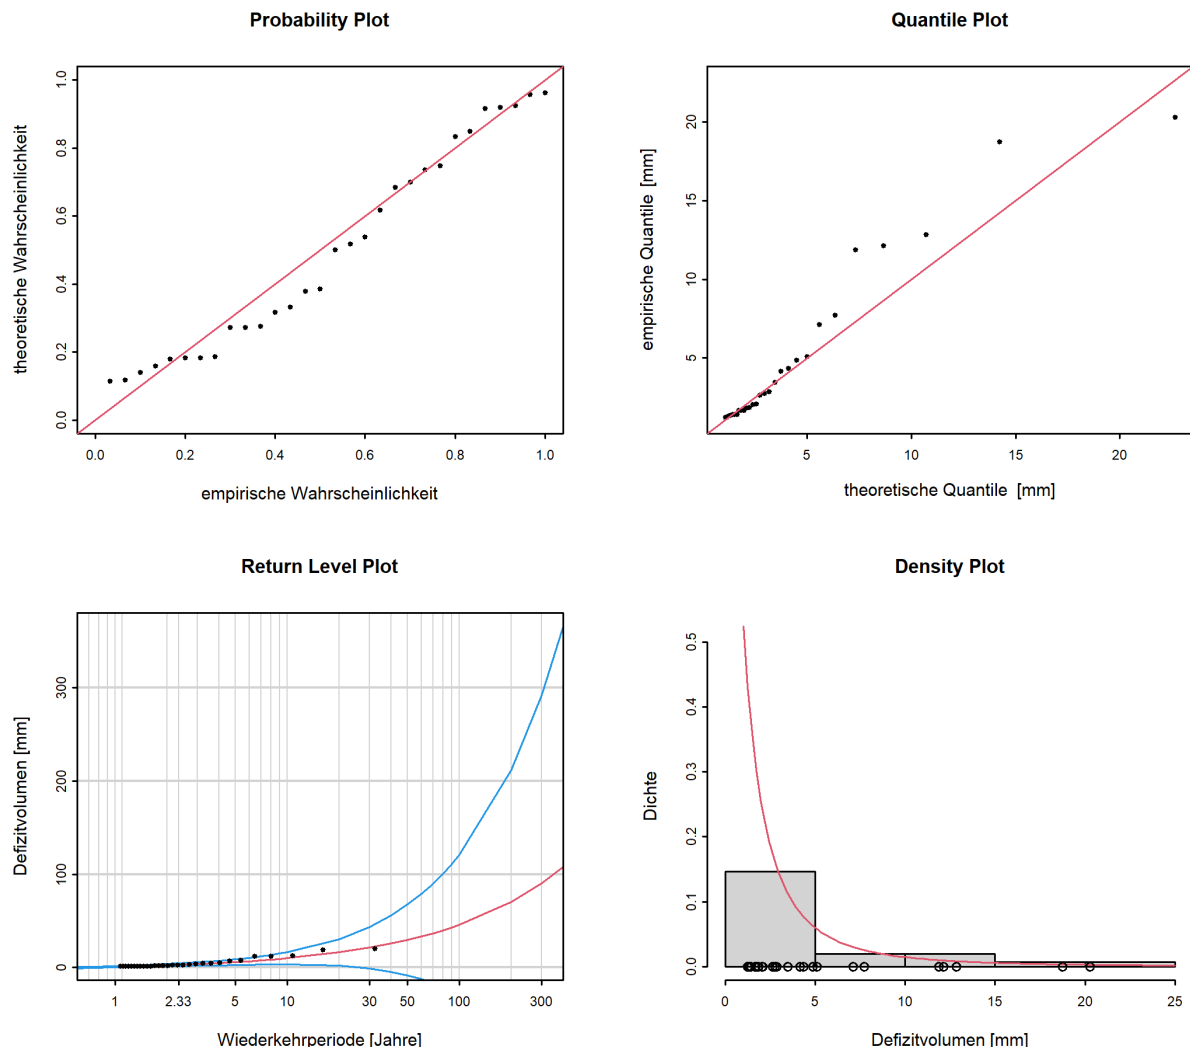 Probability Plot
theoretische Wahrscheinlichkeit
0.0 0.2 0.4 0.6 0.8 1.0
0.0 0.2 0.4 0.6 0.8 1.0
empirische Wahrscheinlichkeit
Quantile Plot
empirische Quantile [mm]
5 10 15 20
5 10 15 20
theoretische Quantile [mm]
Return Level Plot
Defizitvolumen [mm]
0 100 200 300
1 2.33 5 10 30 50 100 300
Wiederkehrperiode [Jahre]
Density Plot
Dichte
0.0 0.1 0.2 0.3 0.4 0.5
0 5 10 15 20 25
Defizitvolumen [mm]